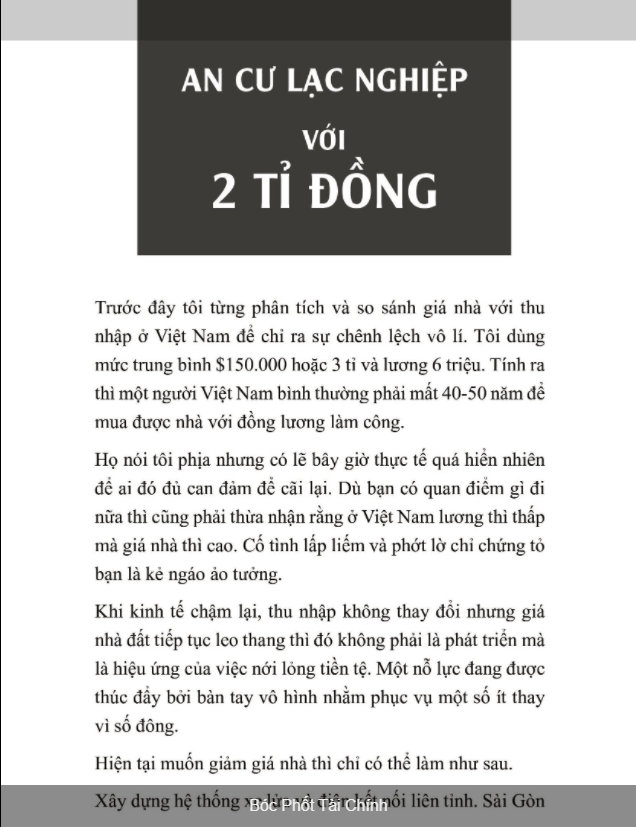 AN CƯ LẠC NGHIỆP
VỚI
2 TỈ ĐỒNG
Trước đây tôi từng phân tích và so sánh giá nhà với thu
nhập ở Việt Nam để chỉ ra sự chênh lệch vô lí. Tôi dùng
mức trung bình $150.000 hoặc 3 tỉ và lương 6 triệu. Tính ra
thì một người Việt Nam bình thường phải mất 40-50 năm để
mua được nhà với đồng lương làm công.
Họ nói tôi phịa nhưng có lẽ bây giờ thực tế quá hiển nhiên
để ai đó đủ can đảm để cãi lại. Dù bạn có quan điểm gì đi
nữa thì cũng phải thừa nhận rằng ở Việt Nam lương thì thấp
mà giá nhà thì cao. Cố tình lấp liếm và phớt lờ chỉ chứng tỏ
bạn là kẻ ngáo ảo tưởng.
Khi kinh tế chậm lại, thu nhập không thay đổi nhưng giá
nhà đất tiếp tục leo thang thì đó không phải là phát triển mà
là hiệu ứng của việc nới lỏng tiền tệ. Một nỗ lực đang được
thúc đẩy bởi bàn tay vô hình nhằm phục vụ một số ít thay
vì số đông.
Hiện tại muốn giảm giá nhà thì chỉ có thể làm như sau.
Xây dựng hệ thống kết nối liên tỉnh. Sài Gòn
Bóc Phốt Tài Chính